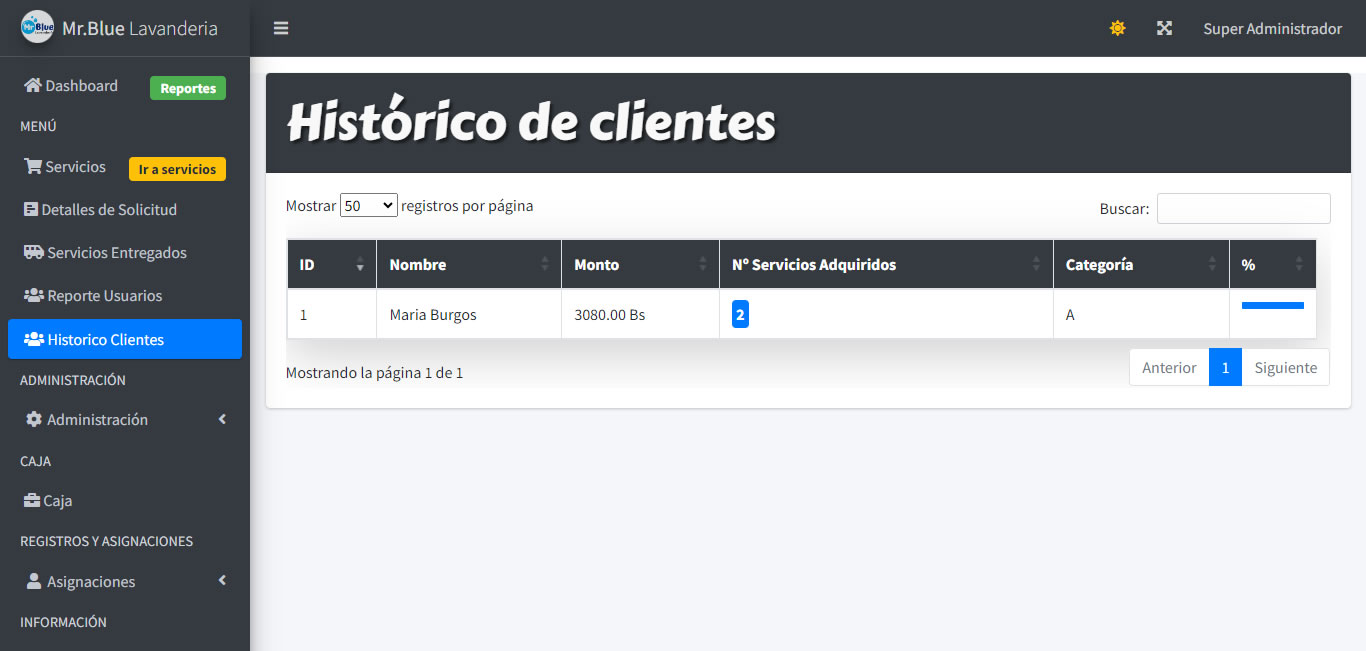 Mr.Blue Lavanderia
Super Administrador
Dashboard Reportes
MENÚ
Servicios Ir a servicios
Detalles de Solicitud
Servicios Entregados
Reporte Usuarios
Historico Clientes
ADMINISTRACIÓN
Administración
CAJA
Caja
REGISTROS Y ASIGNACIONES
Asignaciones
INFORMACIÓN
Histórico de clientes
Mostrar 50 registros por página
Buscar:
ID Nombre Monto Nº Servicios Adquiridos Categoría %
1 Maria Burgos 3080.00 Bs 2 A
Mostrando la página 1 de 1
Anterior 1 Siguiente